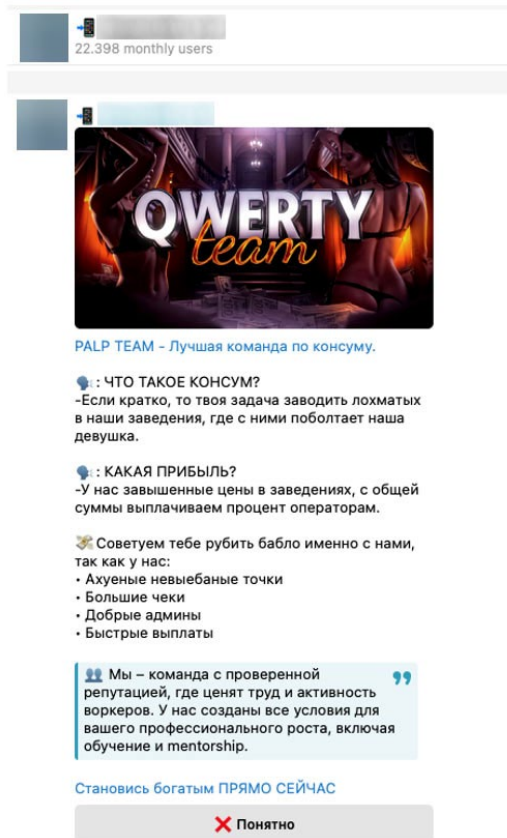 22.398 monthly users
QWERTY
team
PALP TEAM - Лучшая команда по консуму.
🗣: ЧТО ТАКОЕ КОНСУМ?
-Если кратко, то твоя задача заводить лохматых
в наши заведения, где с ними поболтает наша
девушка.
🗣: КАКАЯ ПРИБЫЛЬ?
-У нас завышенные цены в заведениях, с общей
суммы выплачиваем процент операторам.
💸 Советуем тебе рубить бабло именно с нами,
так как у нас:
• Ахуеные невыебаные точки
• Большие чеки
• Добрые админы
• Быстрые выплаты
👥 Мы – команда с проверенной
репутацией, где ценят труд и активность
воркеров. У нас созданы все условия для
вашего профессионального роста, включая
обучение и mentorship.
Становись богатым ПРЯМО СЕЙЧАС
❌ Понятно